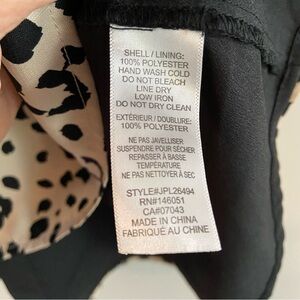 SHELL / LINING:
100% POLYESTER
HAND WASH COLD
DO NOT BLEACH
LINE DRY
LOW IRON
DO NOT DRY CLEAN
EXTÉRIEUR / DOUBLURE:
100% POLYESTER
NE PAS JAVELLISER
SUSPENDRE POUR SÉCHER
REPASSER À BASSE
TEMPÉRATURE
NE PAS NETTOYER À SEC
STYLE#JPL26494
RN#146051
CA#07043
MADE IN CHINA
FABRIQUÉ AU CHINE